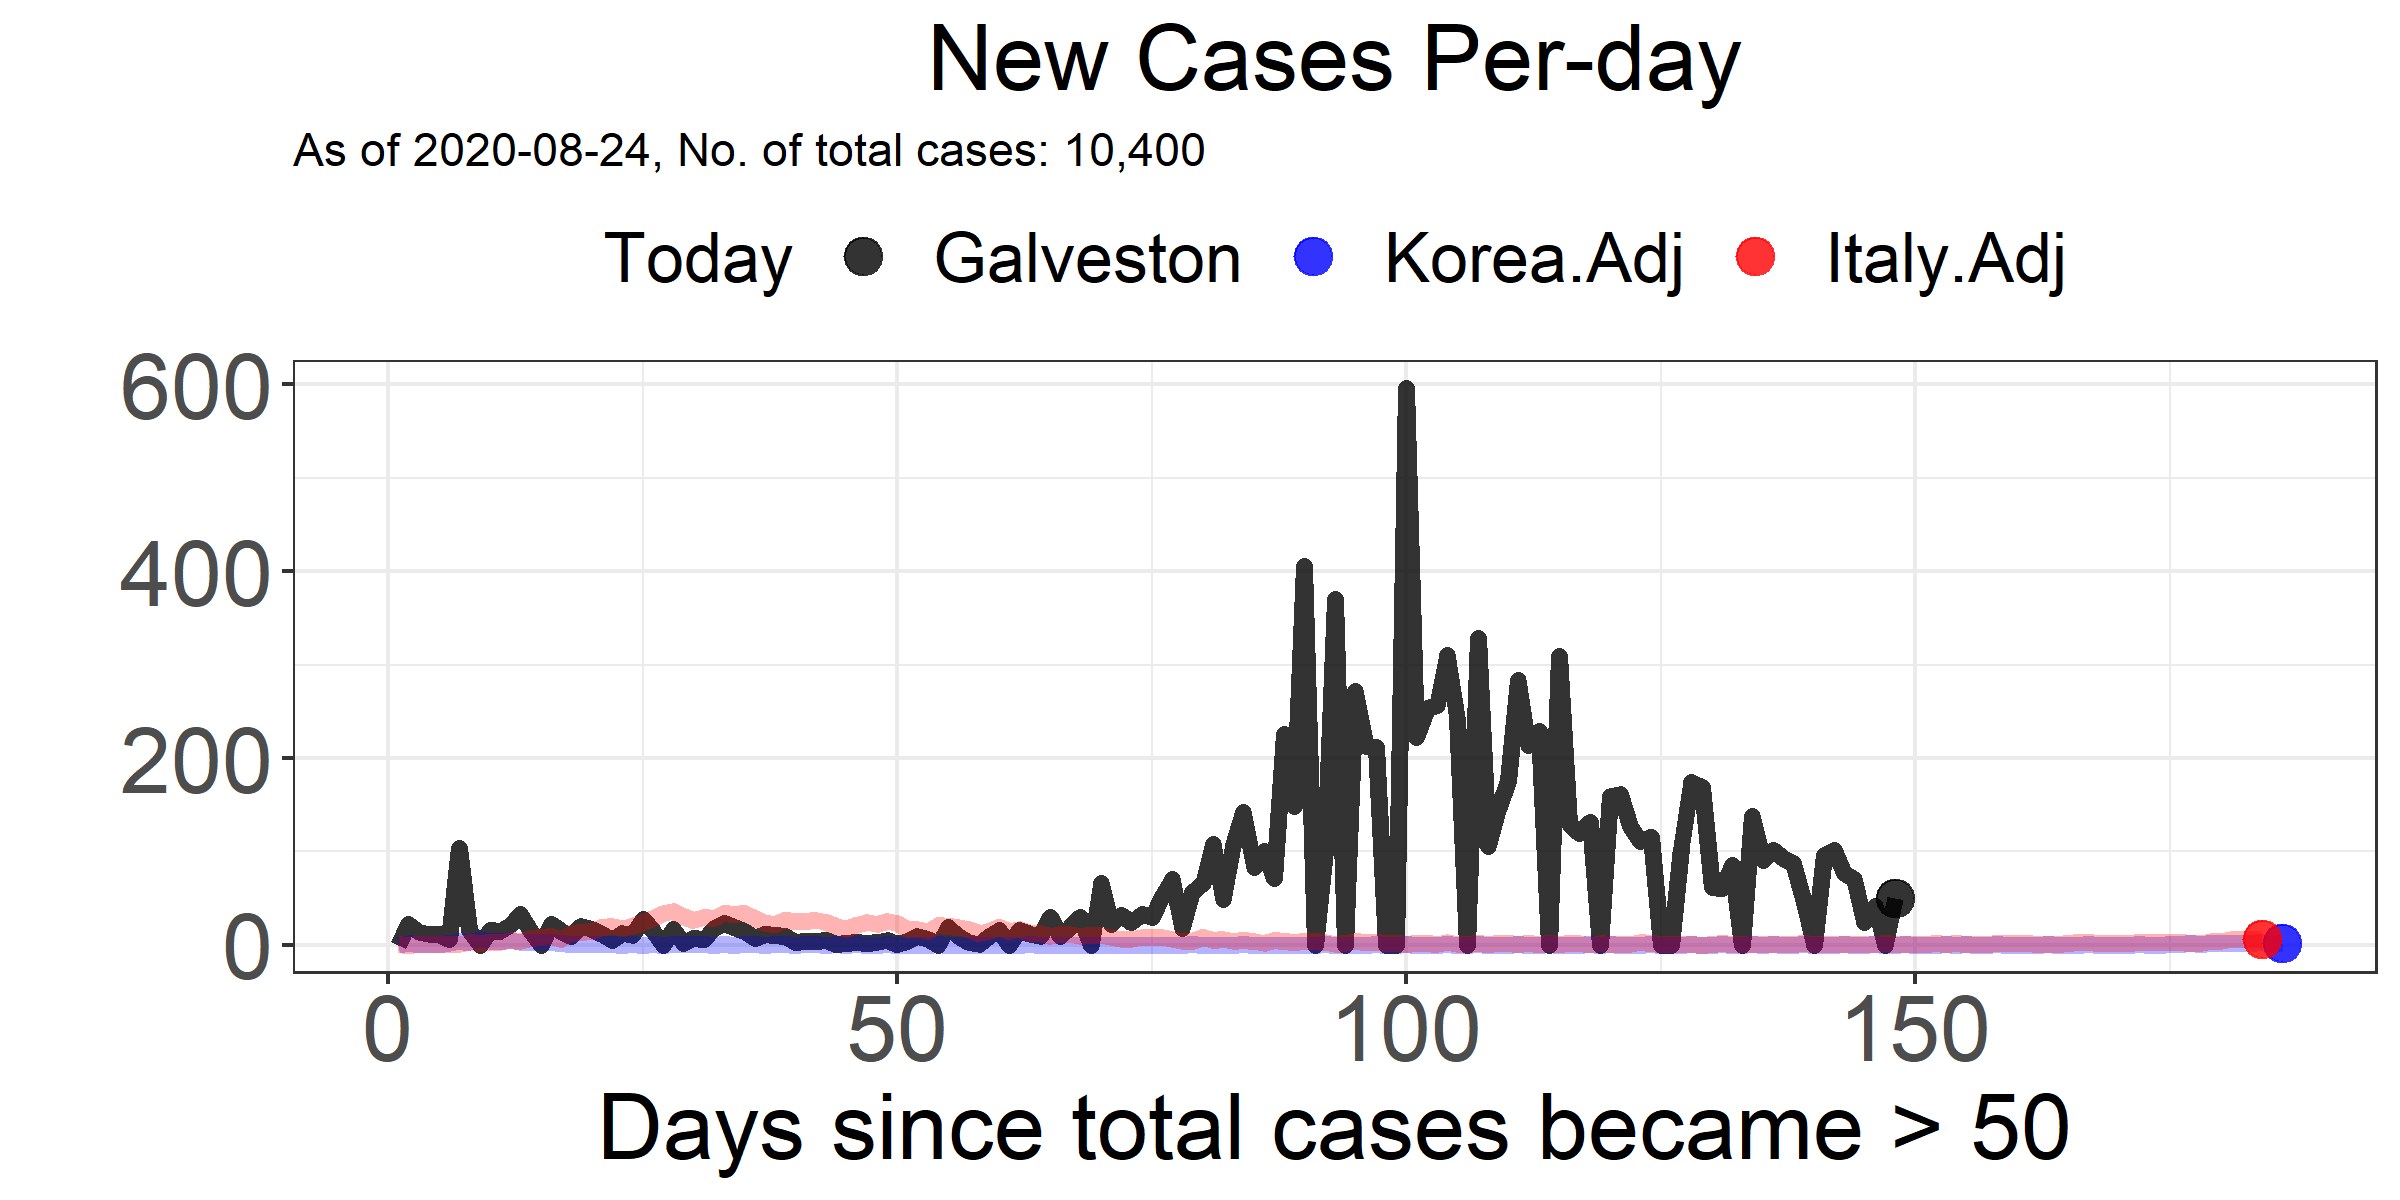 New Cases Per-day
As of 2020-08-24, No. of total cases: 10,400
Today Galveston Korea.Adj Italy.Adj
600
400
200
0
0 50 100 150
Days since total cases became > 50